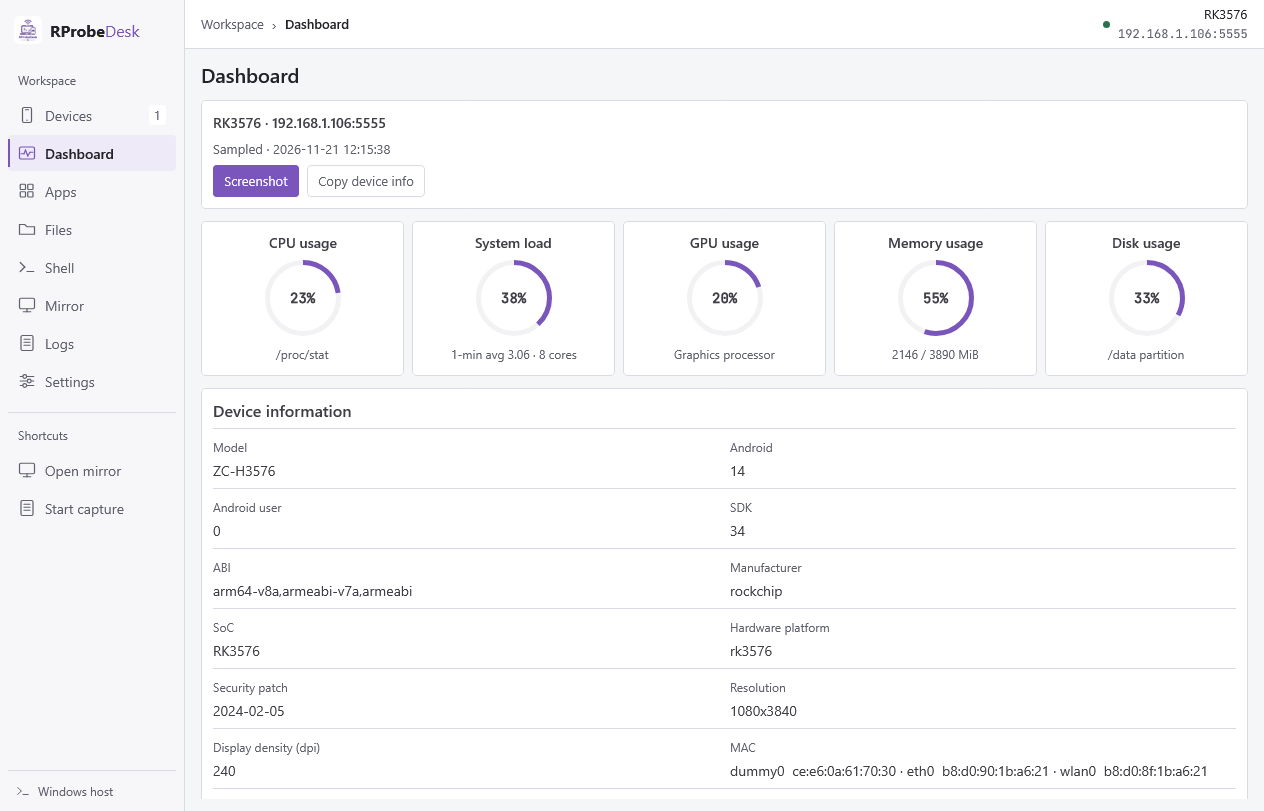 RProbeDesk
Workspace
Devices 1
Dashboard
Apps
Files
Shell
Mirror
Logs
Settings
Shortcuts
Open mirror
Start capture
Windows host
Workspace › Dashboard
RK3576
192.168.1.106:5555
Dashboard
RK3576 · 192.168.1.106:5555
Sampled · 2026-11-21 12:15:38
Screenshot Copy device info
CPU usage
23%
/proc/stat
System load
38%
1-min avg 3.06 · 8 cores
GPU usage
20%
Graphics processor
Memory usage
55%
2146 / 3890 MiB
Disk usage
33%
/data partition
Device information
Model
ZC-H3576
Android
14
Android user
0
SDK
34
ABI
arm64-v8a,armeabi-v7a,armeabi
Manufacturer
rockchip
SoC
RK3576
Hardware platform
rk3576
Security patch
2024-02-05
Resolution
1080x3840
Display density (dpi)
240
MAC
dummy0 ce:e6:0a:61:70:30 · eth0 b8:d0:90:1b:a6:21 · wlan0 b8:d0:8f:1b:a6:21